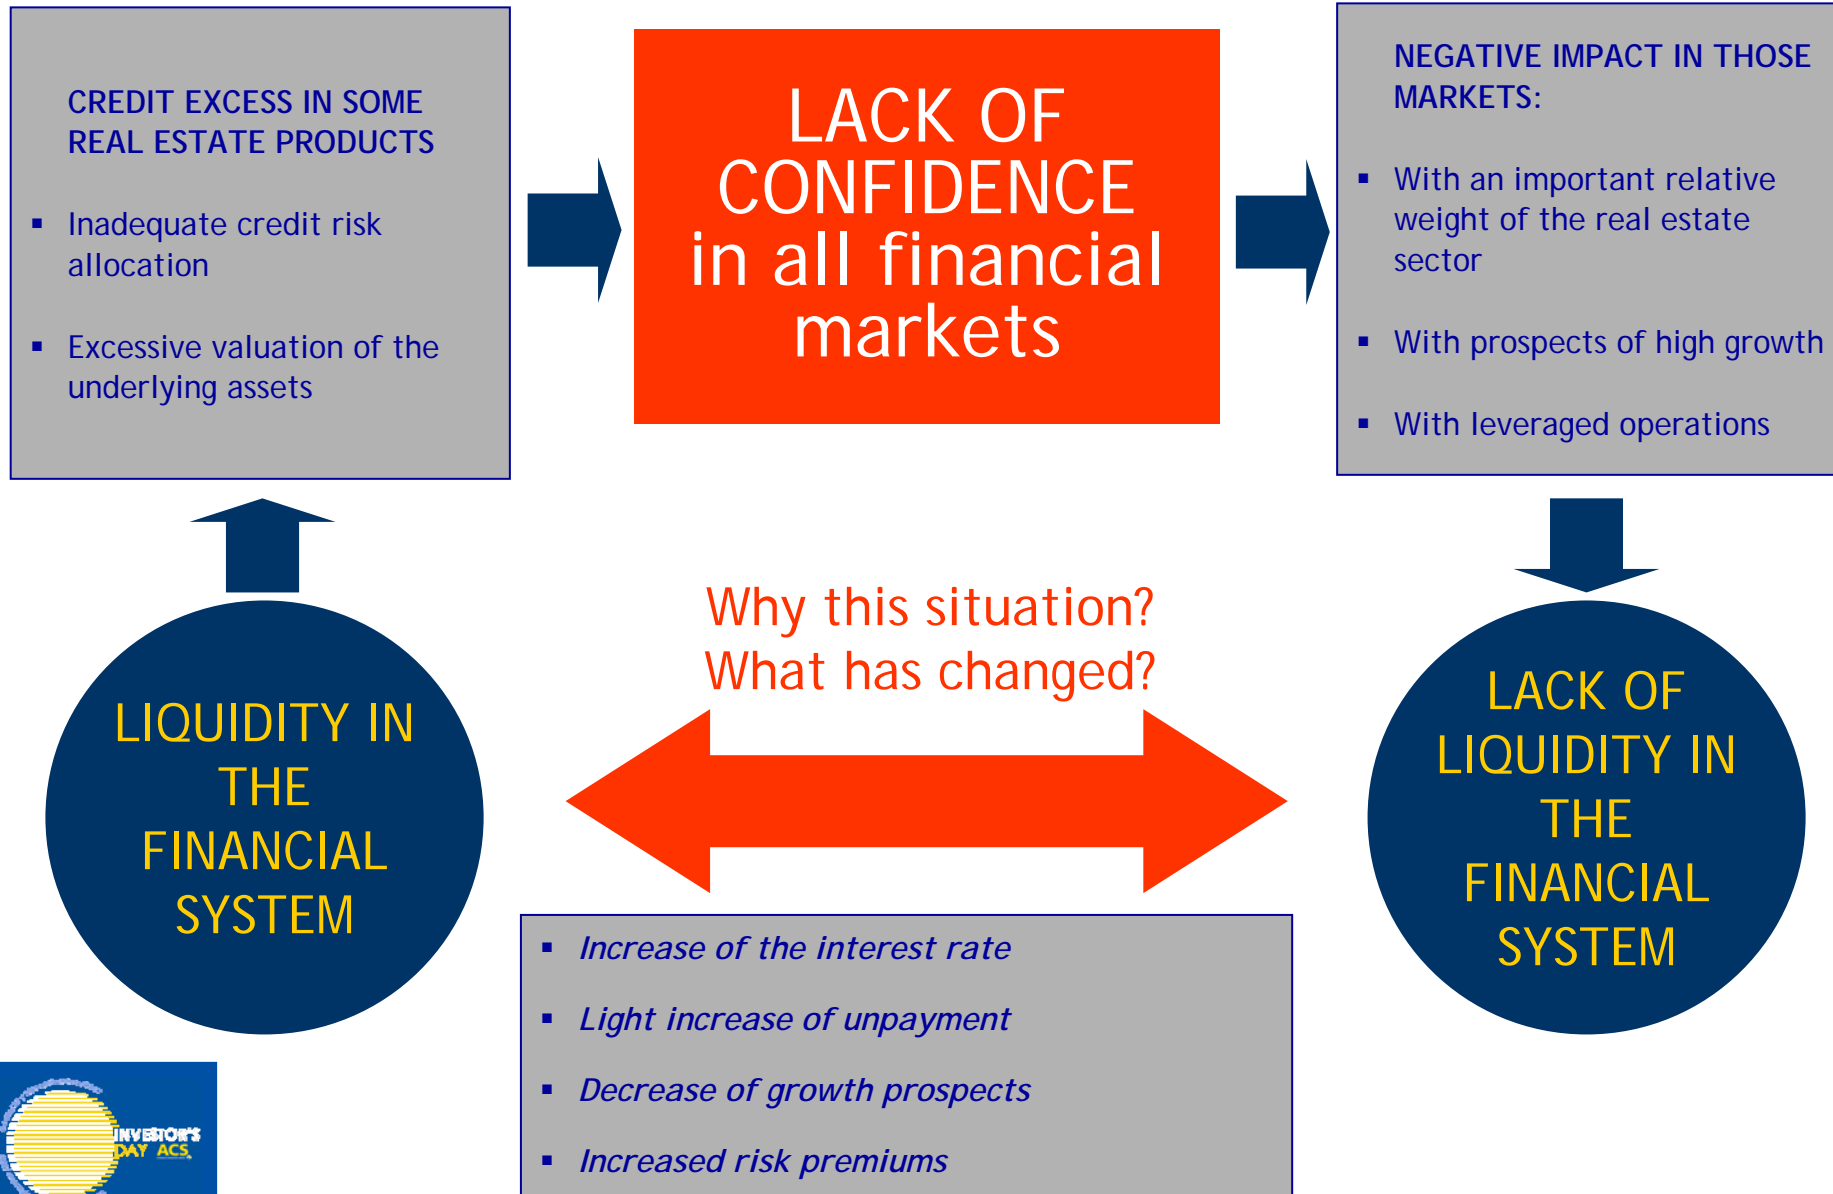 CREDIT EXCESS IN SOME
REAL ESTATE PRODUCTS
▪ Inadequate credit risk
allocation
▪ Excessive valuation of the
underlying assets
LACK OF
CONFIDENCE
in all financial
markets
NEGATIVE IMPACT IN THOSE
MARKETS:
▪ With an important relative
weight of the real estate
sector
▪ With prospects of high growth
▪ With leveraged operations
Why this situation?
What has changed?
LIQUIDITY IN
THE
FINANCIAL
SYSTEM
LACK OF
LIQUIDITY IN
THE
FINANCIAL
SYSTEM
▪ Increase of the interest rate
▪ Light increase of unpayment
▪ Decrease of growth prospects
▪ Increased risk premiums
INVESTOR'S
DAY ACS